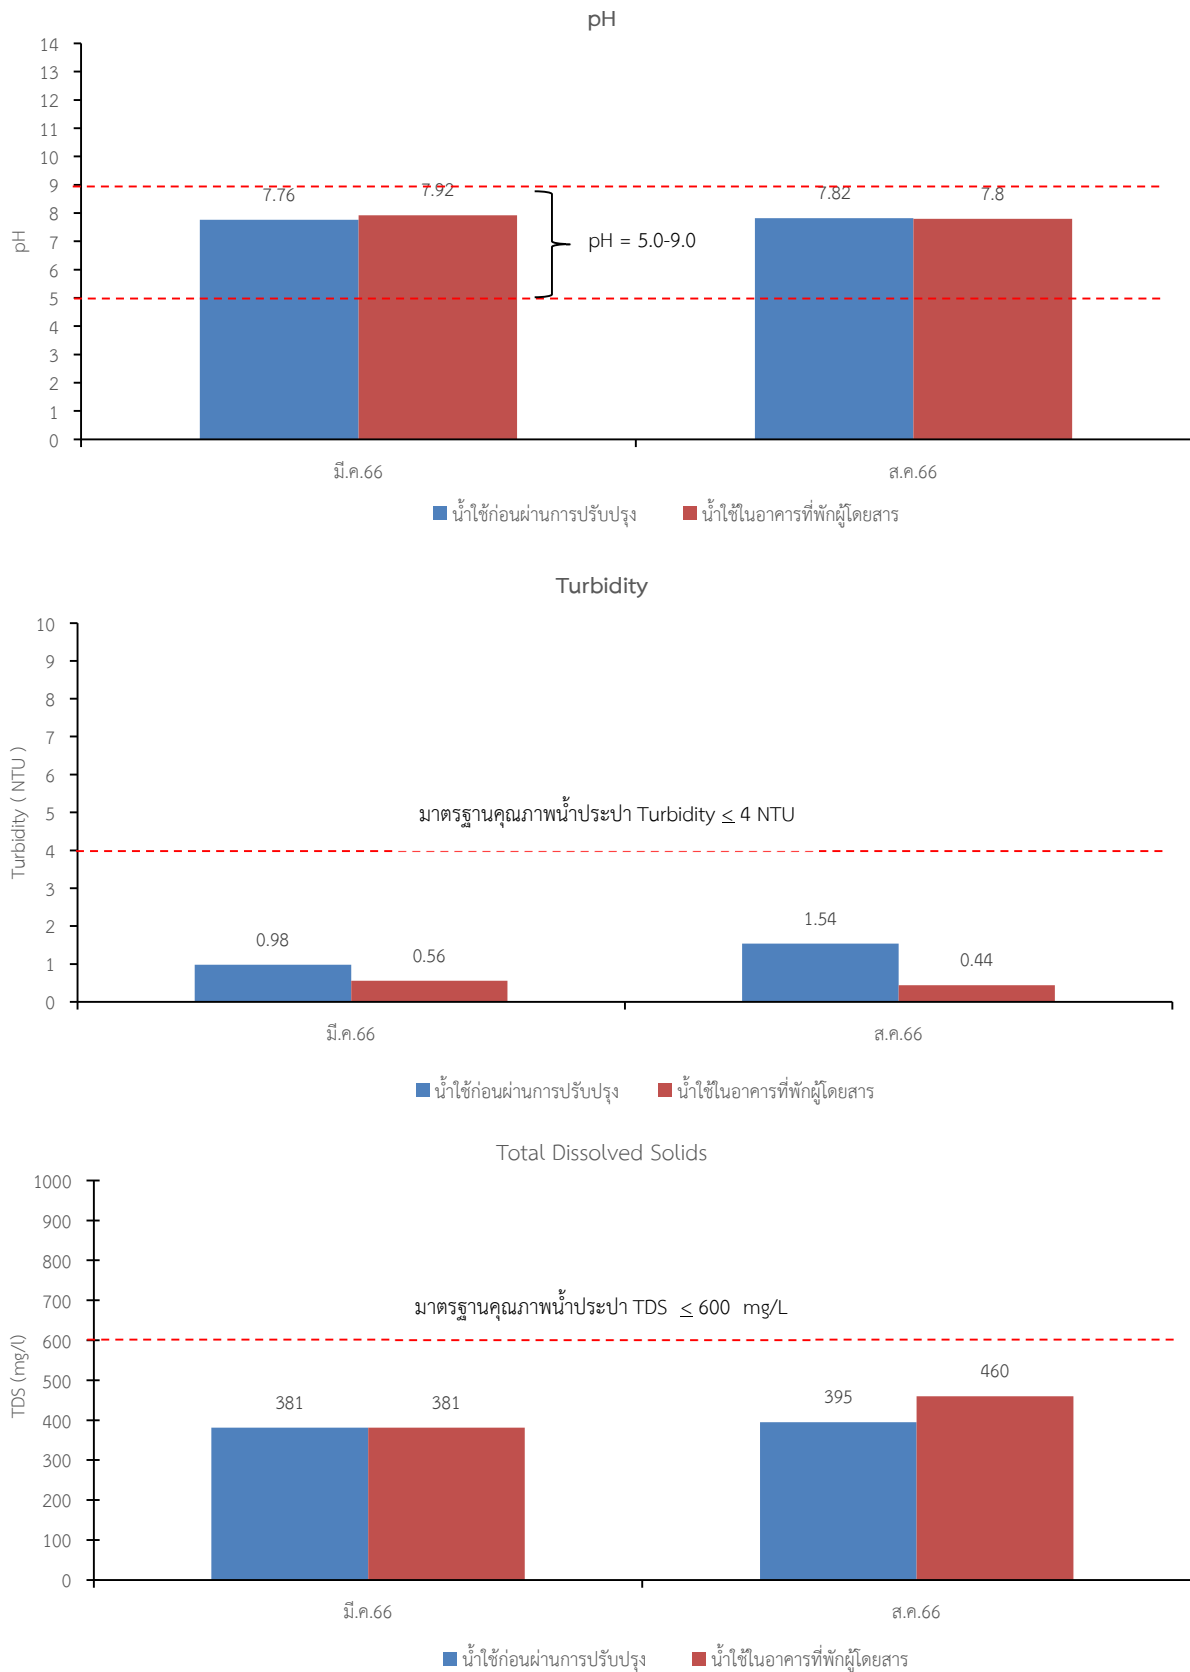 pH
14
13
12
11
10
9
8
7
6
5
4
3
2
1
0
pH
7.76
7.92
7.82
7.8
pH = 5.0-9.0
มี.ค.66
ส.ค.66
น้ำใช้ก่อนผ่านการปรับปรุง
น้ำใช้ในอาคารที่พักผู้โดยสาร
Turbidity
10
9
8
7
6
5
4
3
2
1
0
Turbidity ( NTU )
มาตรฐานคุณภาพน้ำประปา Turbidity ≤ 4 NTU
0.98
0.56
1.54
0.44
มี.ค.66
ส.ค.66
น้ำใช้ก่อนผ่านการปรับปรุง
น้ำใช้ในอาคารที่พักผู้โดยสาร
Total Dissolved Solids
1000
900
800
700
600
500
400
300
200
100
0
TDS (mg/l)
มาตรฐานคุณภาพน้ำประปา TDS ≤ 600 mg/L
381
381
395
460
มี.ค.66
ส.ค.66
น้ำใช้ก่อนผ่านการปรับปรุง
น้ำใช้ในอาคารที่พักผู้โดยสาร